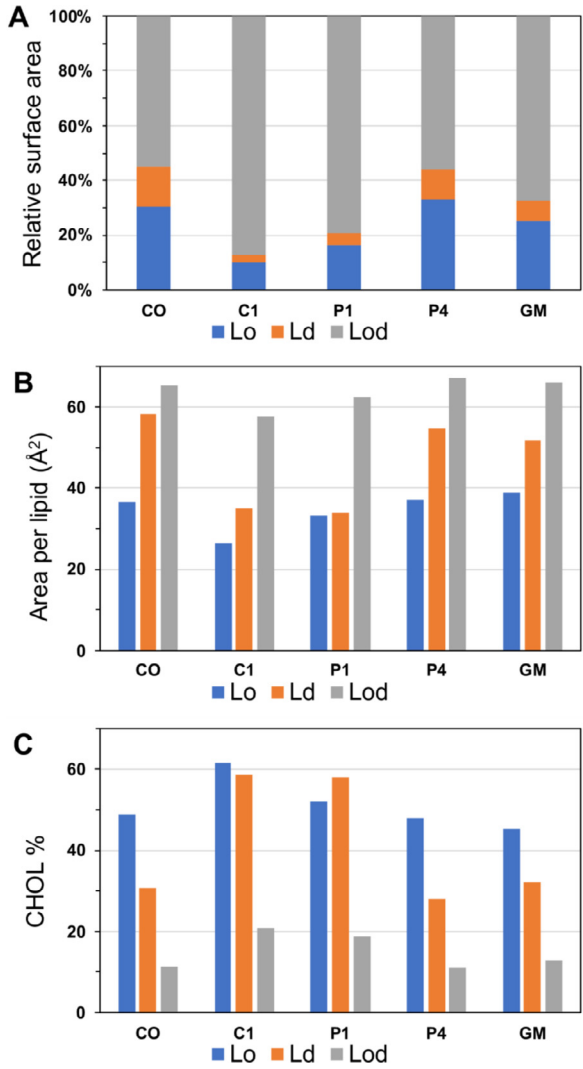 A
Relative surface area
100%
80%
60%
40%
20%
0%
CO C1 P1 P4 GM
Lo Ld Lod
B
Area per lipid (Å²)
60
40
20
0
CO C1 P1 P4 GM
Lo Ld Lod
C
CHOL %
60
40
20
0
CO C1 P1 P4 GM
Lo Ld Lod